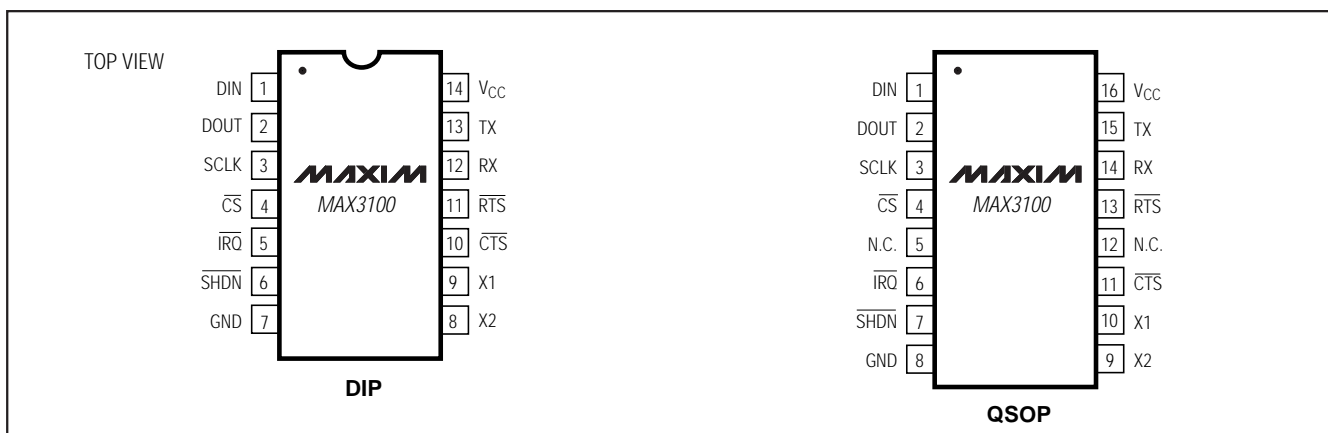 TOP VIEW
DIN 1
DOUT 2
SCLK 3
CS 4
IRQ 5
SHDN 6
GND 7
MAXIM
MAX3100
14 VCC
13 TX
12 RX
11 RTS
10 CTS
9 X1
8 X2
DIP
DIN 1
DOUT 2
SCLK 3
CS 4
N.C. 5
IRQ 6
SHDN 7
GND 8
MAXIM
MAX3100
16 VCC
15 TX
14 RX
13 RTS
12 N.C.
11 CTS
10 X1
9 X2
QSOP